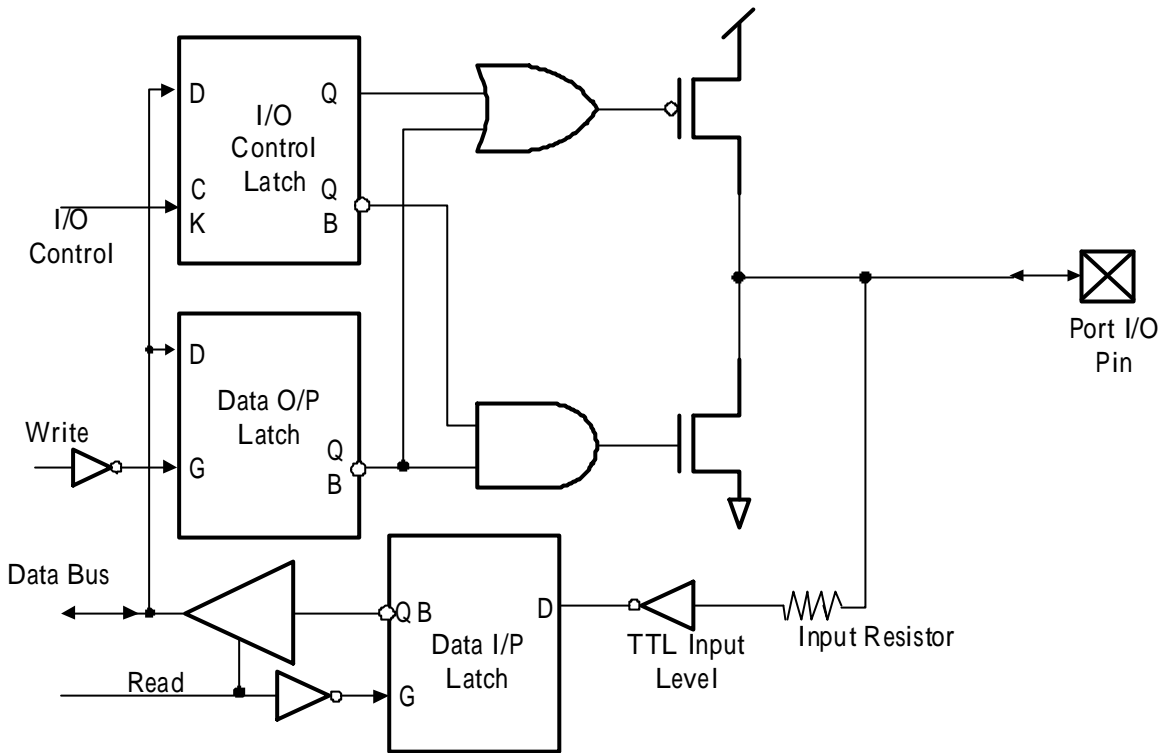 D
Q
I/O
Control
Latch
C
K
Q
B
I/O
Control
D
Data O/P
Latch
Q
B
G
Write
Port I/O
Pin
Data Bus
Q B
D
Data I/P
Latch
G
Read
TTL Input
Level
Input Resistor